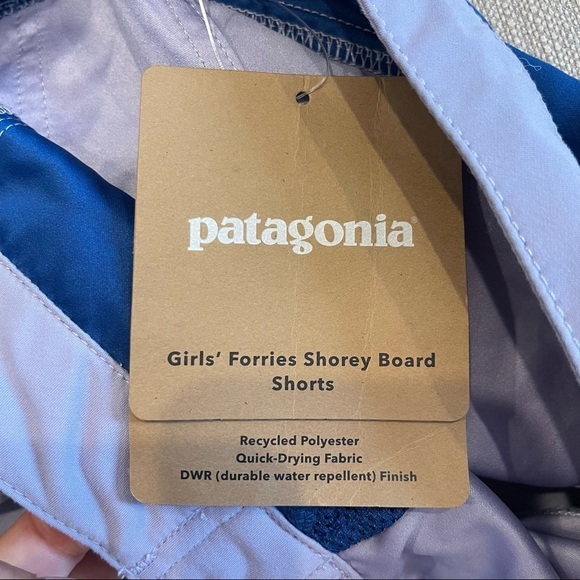 patagonia®
Girls’ Forries Shorey Board
Shorts
Recycled Polyester
Quick-Drying Fabric
DWR (durable water repellent) Finish